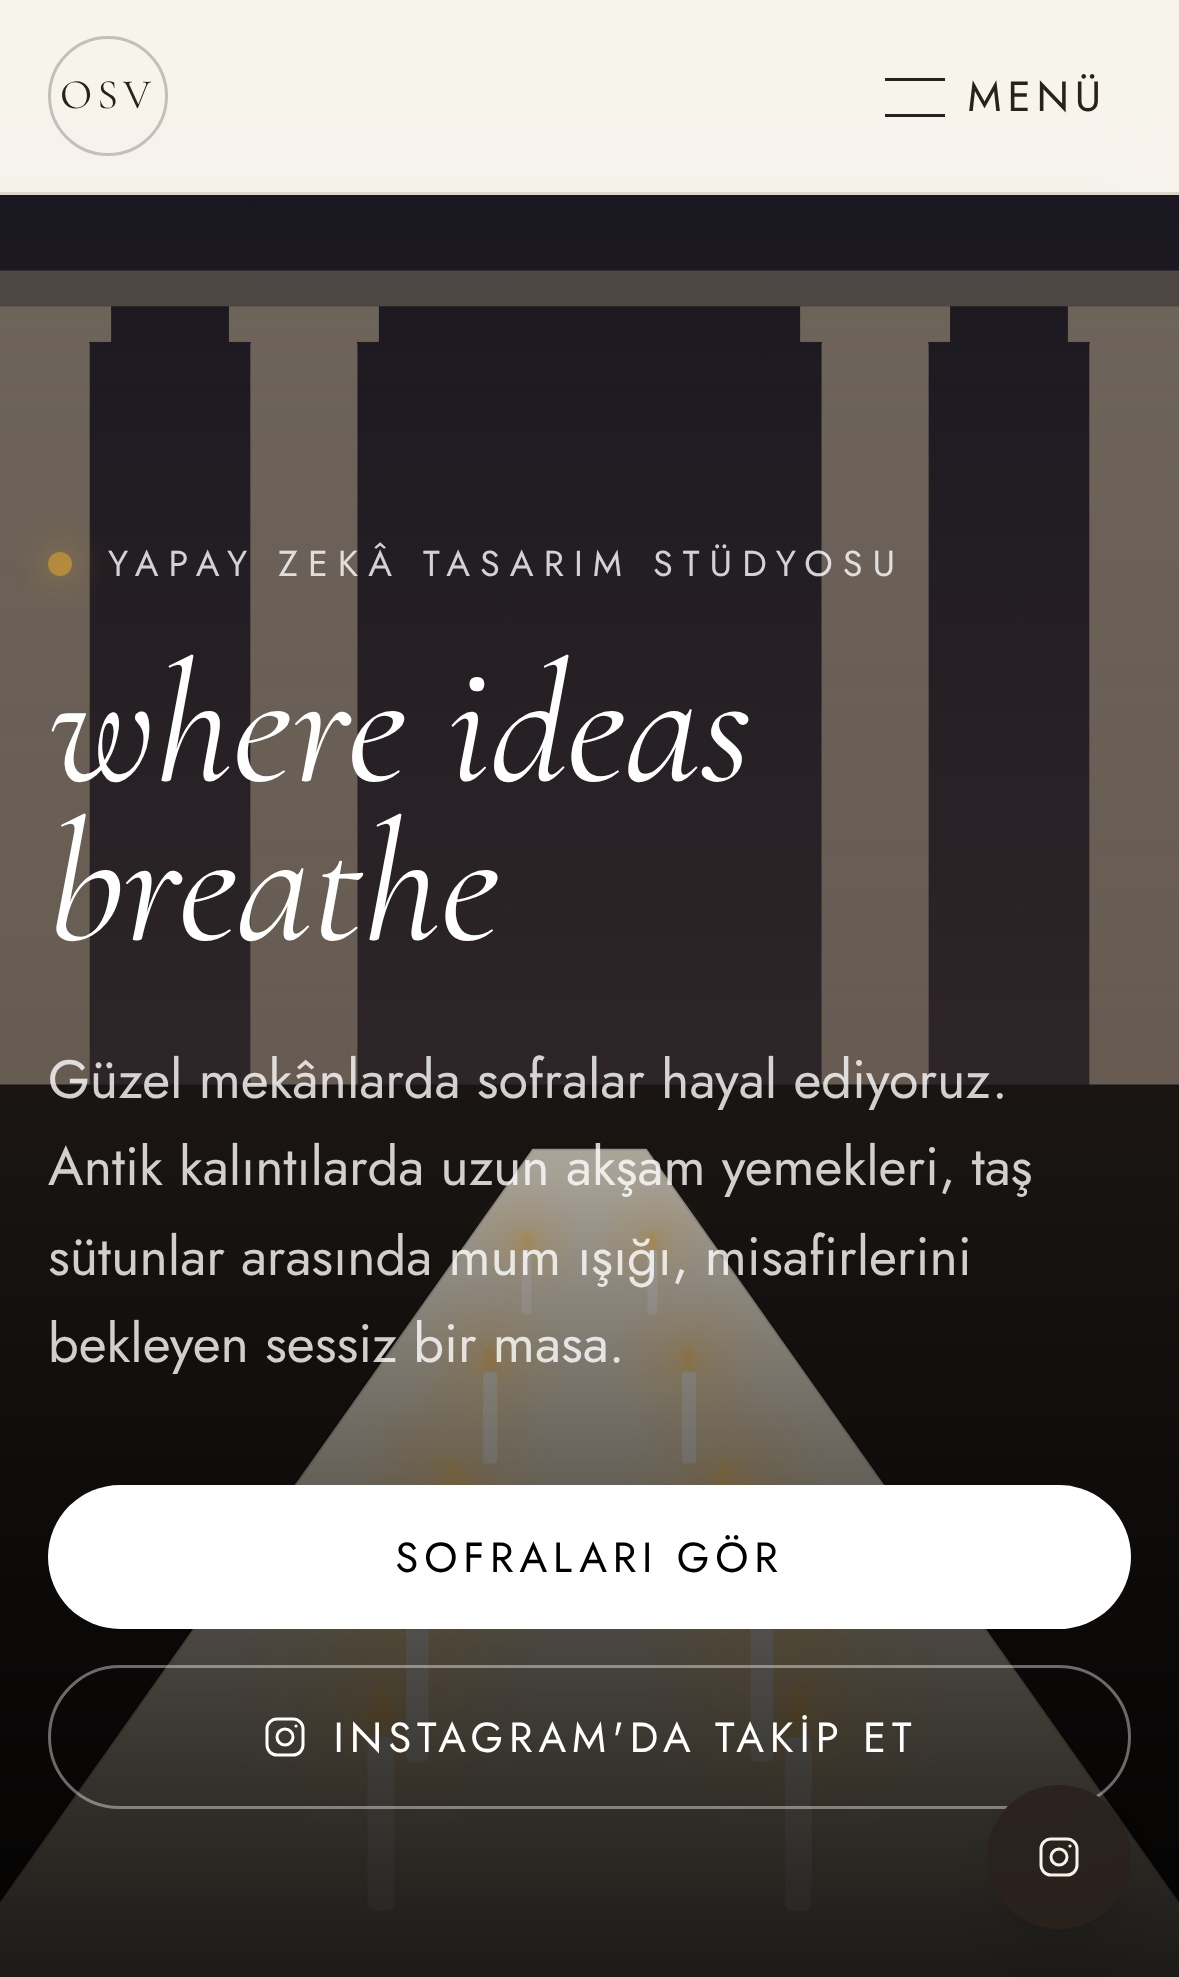 OSV
MENÜ
YAPAY ZEKÂ TASARIM STÜDYOSU
where ideas
breathe
Güzel mekânlarda sofralar hayal ediyoruz.
Antik kalıntılarda uzun akşam yemekleri, taş
sütunlar arasında mum ışığı, misafirlerini
bekleyen sessiz bir masa.
SOFRALARI GÖR
INSTAGRAM'DA TAKİP ET